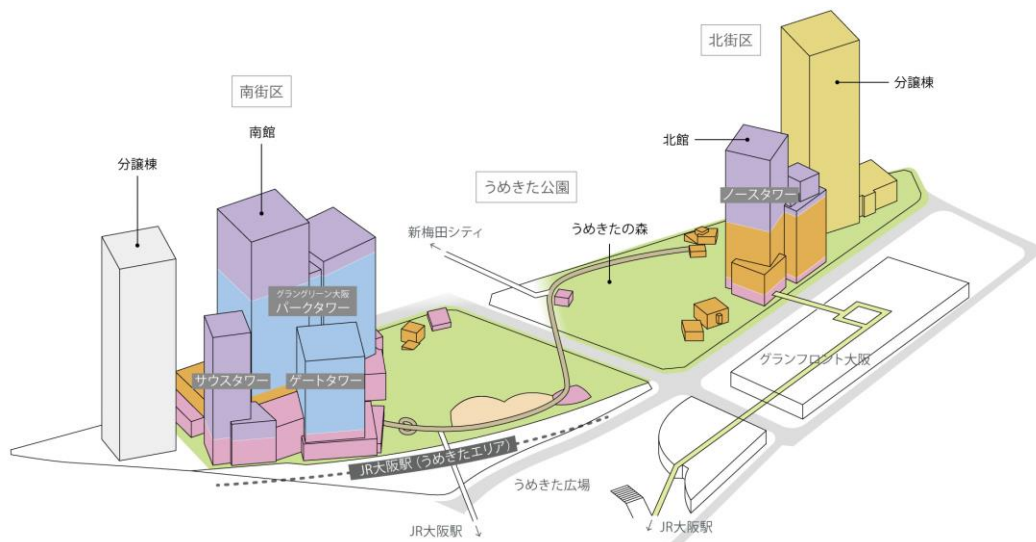 北街区
分譲棟
南街区
南館
北館
分譲棟
うめきた公園
ノースタワー
新梅田シティ
うめきたの森
グラングリーン大阪
パークタワー
グランフロント大阪
サウスタワー
ゲートタワー
JR大阪駅(うめきたエリア)
うめきた広場
JR大阪駅
JR大阪駅